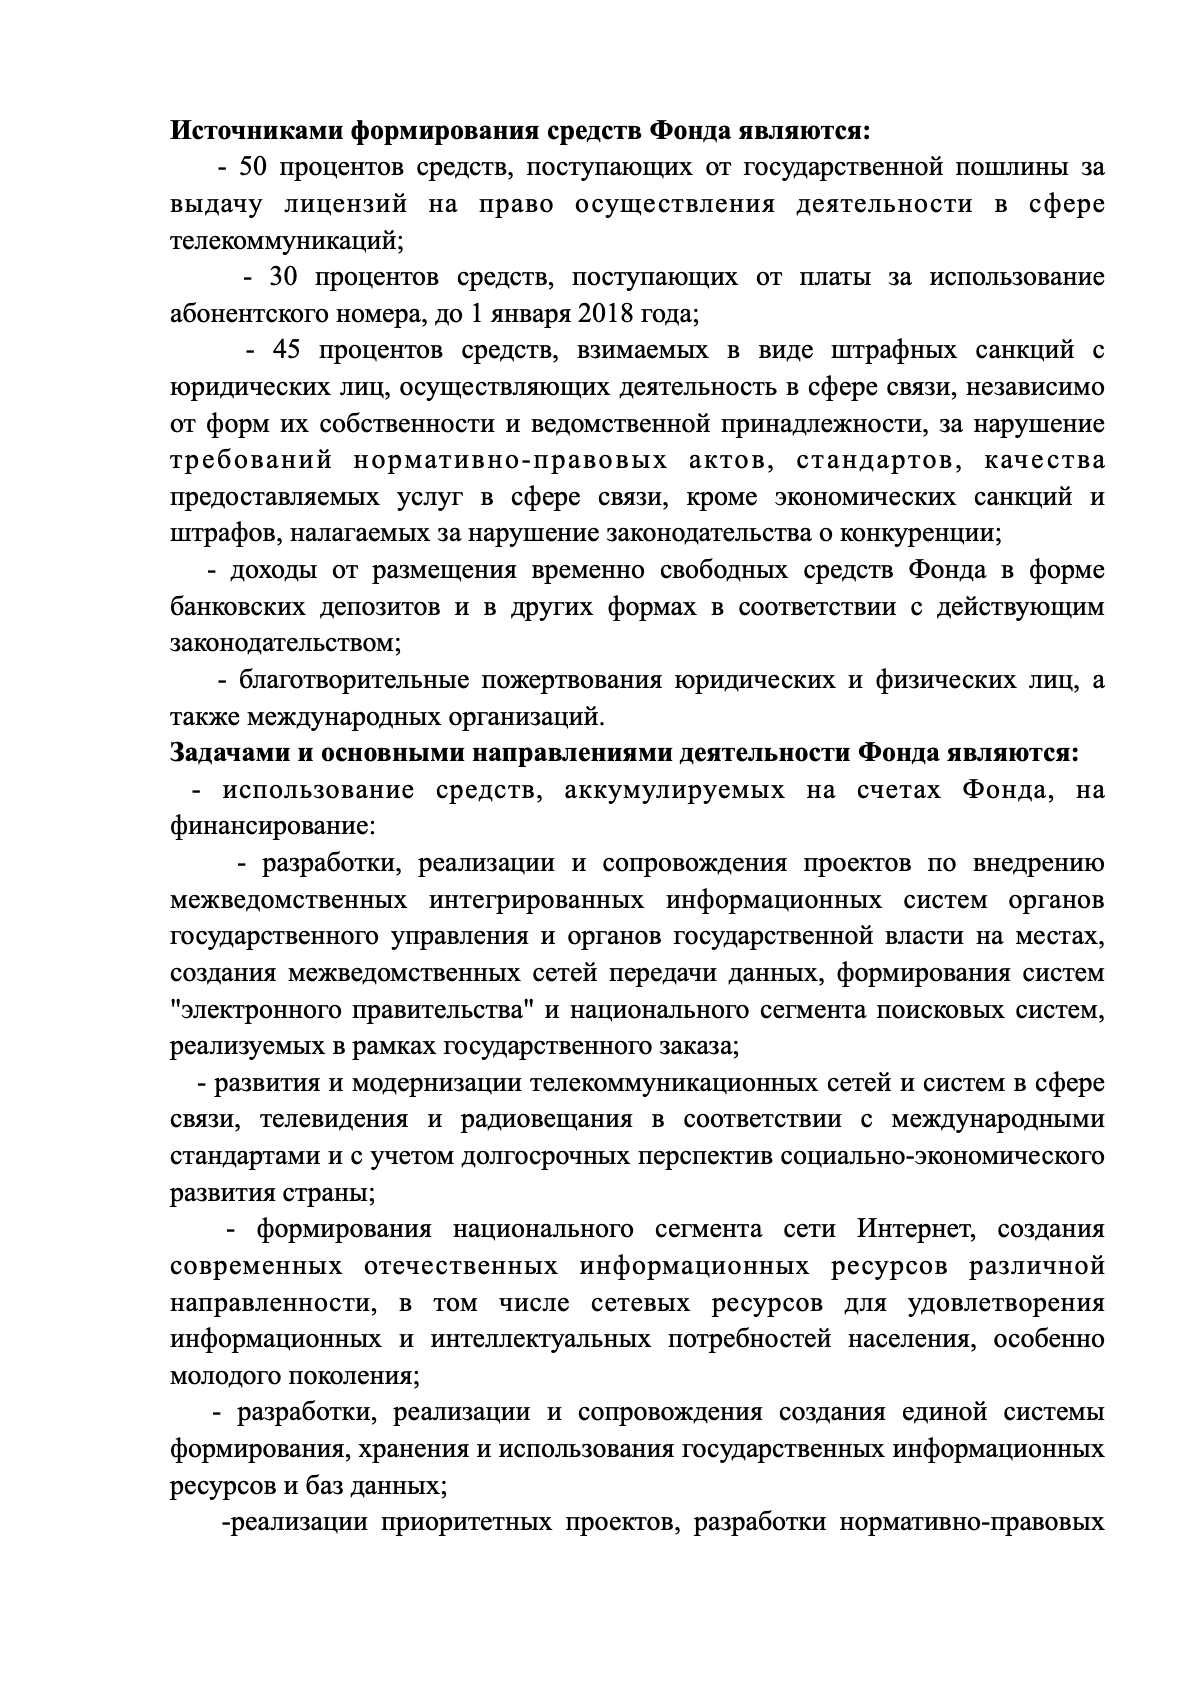 Источниками формирования средств Фонда являются:
- 50 процентов средств, поступающих от государственной пошлины за
выдачу лицензий на право осуществления деятельности в сфере
телекоммуникаций;
- 30 процентов средств, поступающих от платы за использование
абонентского номера, до 1 января 2018 года;
- 45 процентов средств, взимаемых в виде штрафных санкций с
юридических лиц, осуществляющих деятельность в сфере связи, независимо
от форм их собственности и ведомственной принадлежности, за нарушение
требований нормативно-правовых актов, стандартов, качества
предоставляемых услуг в сфере связи, кроме экономических санкций и
штрафов, налагаемых за нарушение законодательства о конкуренции;
- доходы от размещения временно свободных средств Фонда в форме
банковских депозитов и в других формах в соответствии с действующим
законодательством;
- благотворительные пожертвования юридических и физических лиц, а
также международных организаций.
Задачами и основными направлениями деятельности Фонда являются:
- использование средств, аккумулируемых на счетах Фонда, на
финансирование:
- разработки, реализации и сопровождения проектов по внедрению
межведомственных интегрированных информационных систем органов
государственного управления и органов государственной власти на местах,
создания межведомственных сетей передачи данных, формирования систем
"электронного правительства" и национального сегмента поисковых систем,
реализуемых в рамках государственного заказа;
- развития и модернизации телекоммуникационных сетей и систем в сфере
связи, телевидения и радиовещания в соответствии с международными
стандартами и с учетом долгосрочных перспектив социально-экономического
развития страны;
- формирования национального сегмента сети Интернет, создания
современных отечественных информационных ресурсов различной
направленности, в том числе сетевых ресурсов для удовлетворения
информационных и интеллектуальных потребностей населения, особенно
молодого поколения;
- разработки, реализации и сопровождения создания единой системы
формирования, хранения и использования государственных информационных
ресурсов и баз данных;
-реализации приоритетных проектов, разработки нормативно-правовых